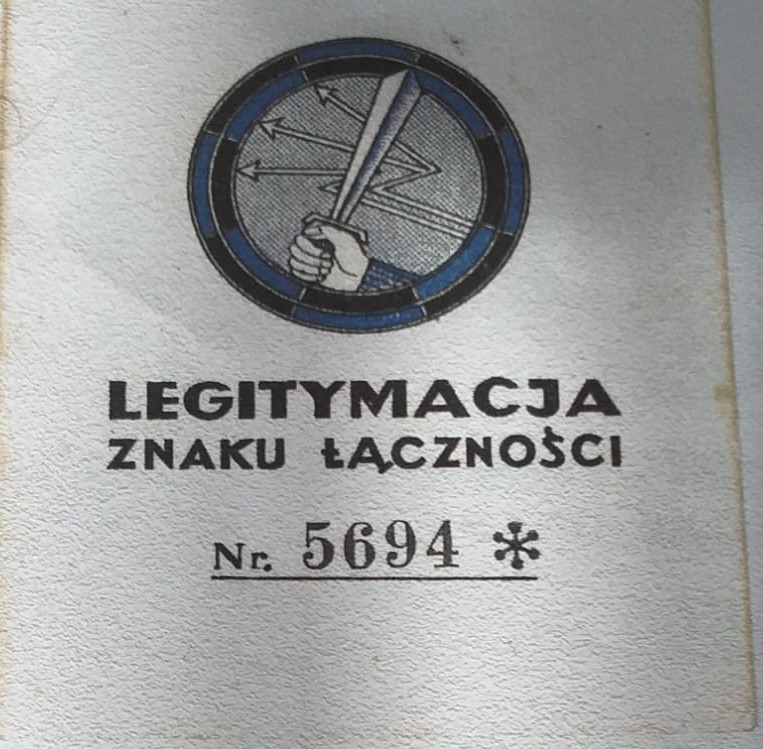 LEGITYMACJA
ZNAKU ŁĄCZNOŚCI
Nr. 5694 *